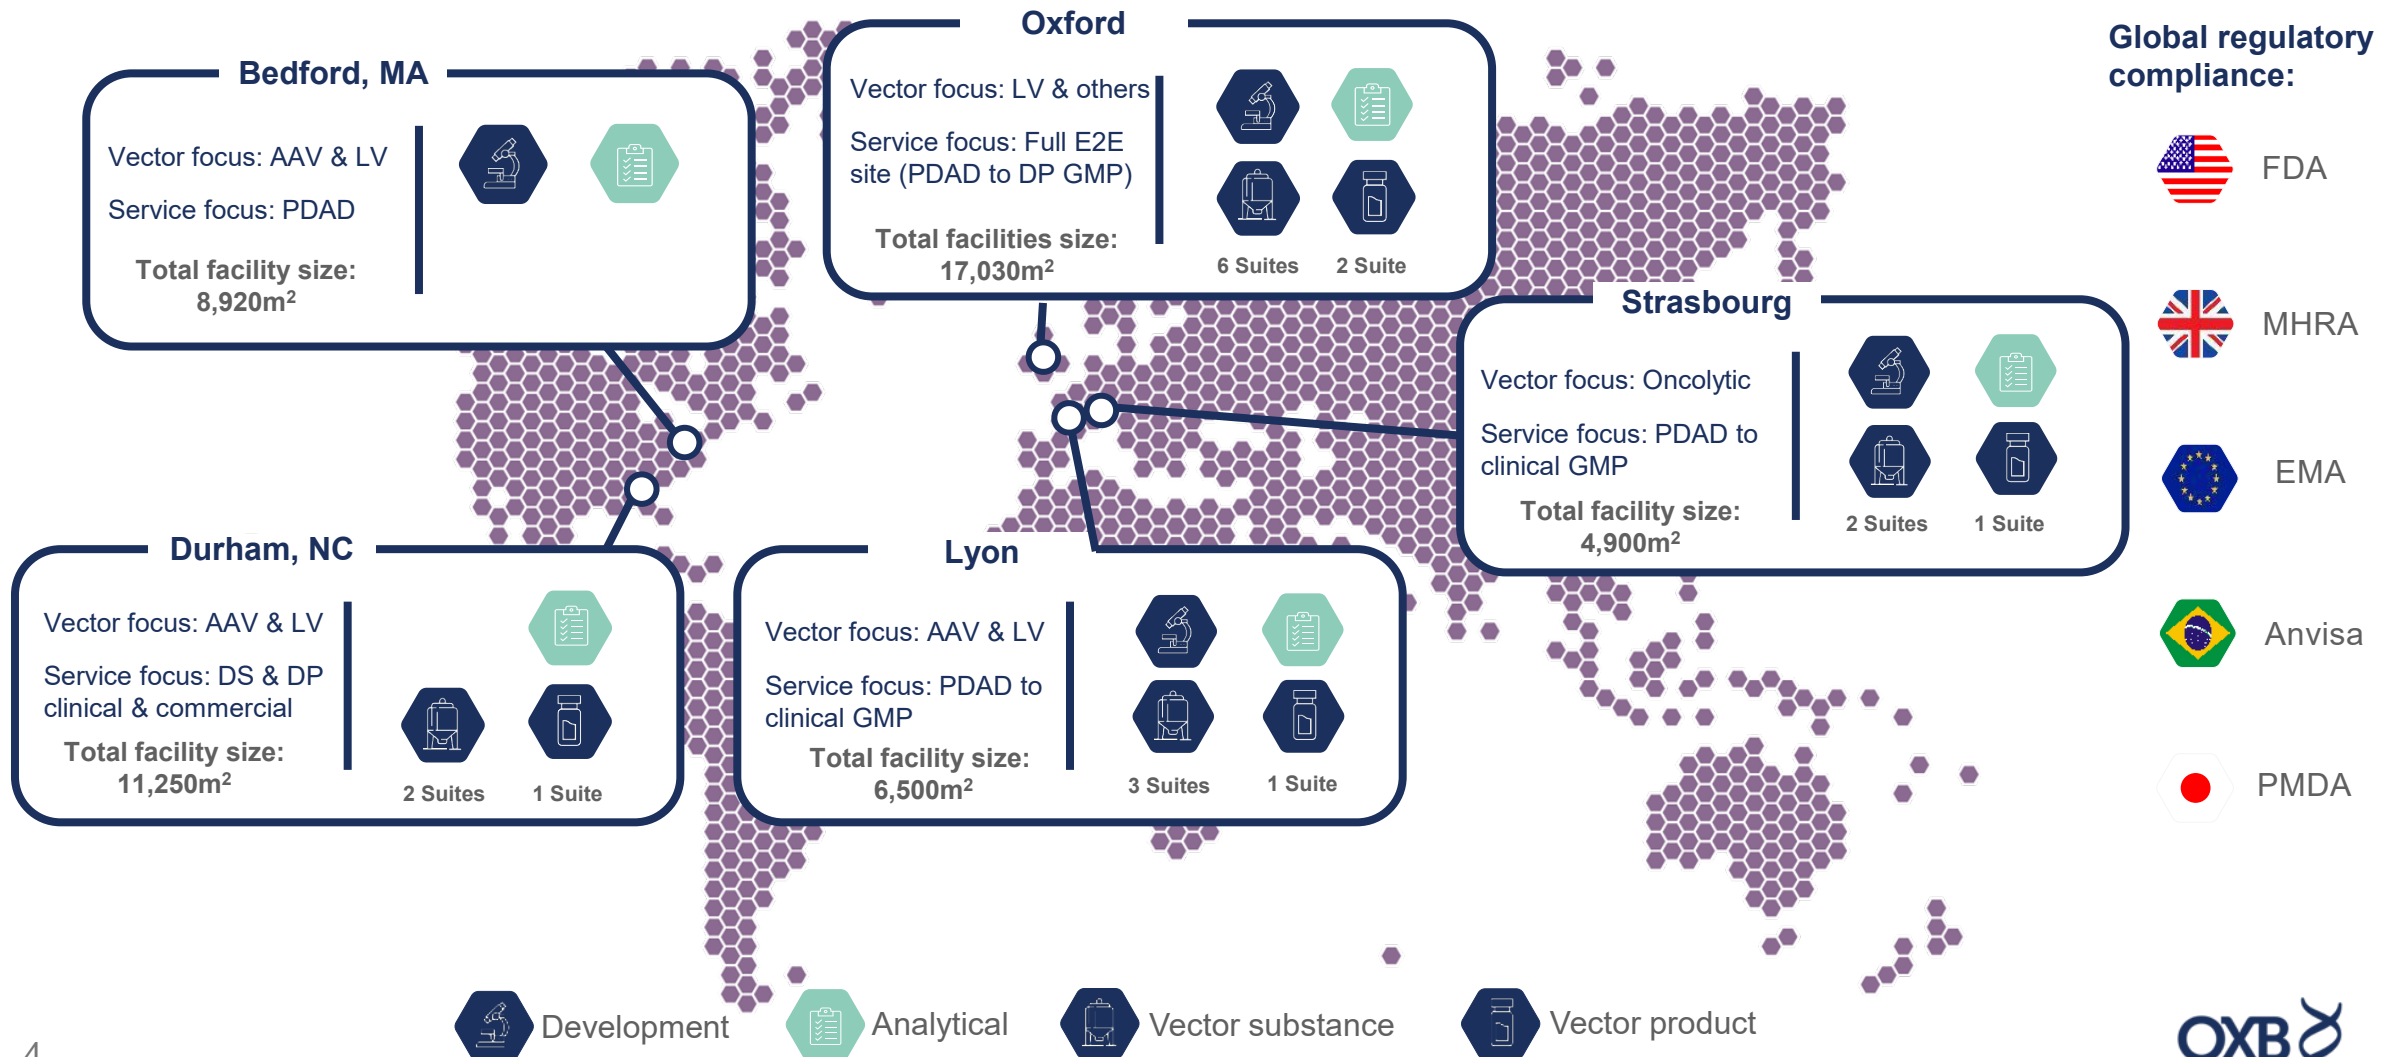 Bedford, MA
Vector focus: AAV & LV
Service focus: PDAD
Total facility size:
8,920m²
Oxford
Vector focus: LV & others
Service focus: Full E2E
site (PDAD to DP GMP)
Total facilities size:
17,030m²
6 Suites
2 Suite
Strasbourg
Vector focus: Oncolytic
Service focus: PDAD to
clinical GMP
Total facility size:
4,900m²
2 Suites
1 Suite
Durham, NC
Vector focus: AAV & LV
Service focus: DS & DP
clinical & commercial
Total facility size:
11,250m²
2 Suites
1 Suite
Lyon
Vector focus: AAV & LV
Service focus: PDAD to
clinical GMP
Total facility size:
6,500m²
3 Suites
1 Suite
Global regulatory
compliance:
FDA
MHRA
EMA
Anvisa
PMDA
Development
Analytical
Vector substance
Vector product
4
OXB